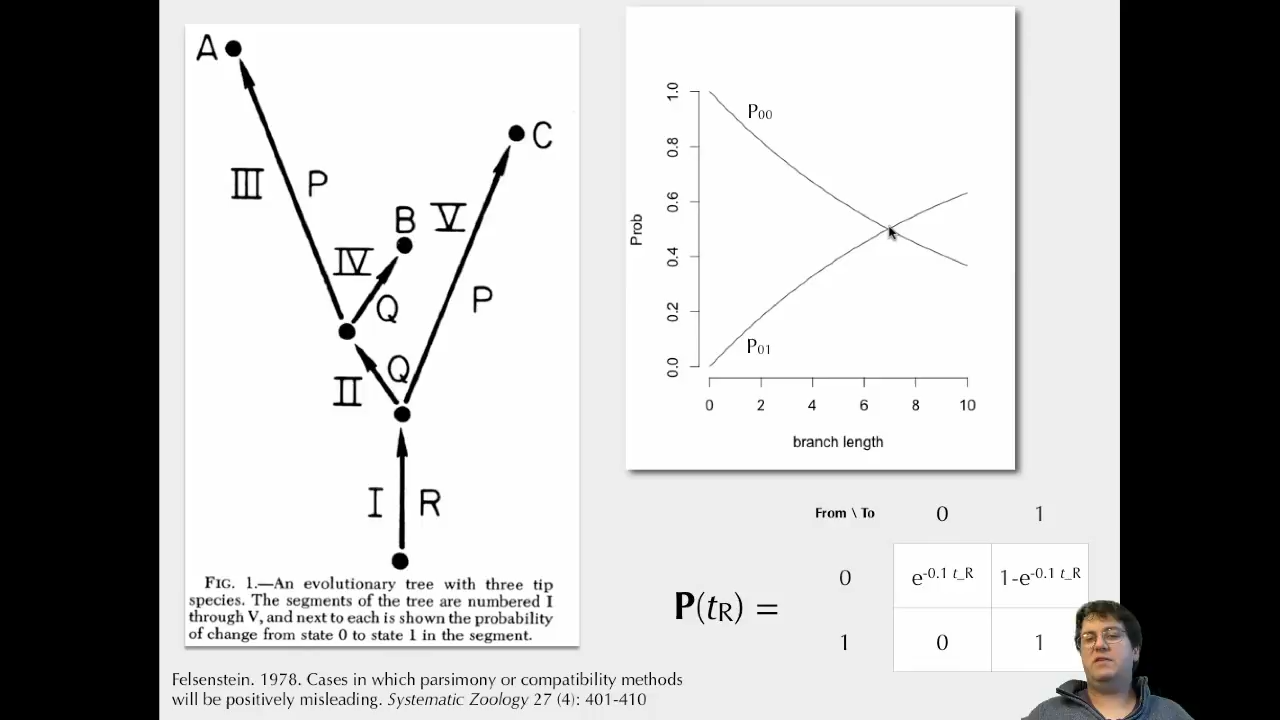 A
C
III
P
B
V
IV
Q
P
Q
II
I
R
FIG. 1.—An evolutionary tree with three tip
species. The segments of the tree are numbered I
through V, and next to each is shown the probability
of change from state 0 to state 1 in the segment.
Felsenstein. 1978. Cases in which parsimony or compatibility methods
will be positively misleading. Systematic Zoology 27 (4): 401-410
Prob
1.0
0.8
0.6
0.4
0.2
0.0
P00
P01
0 2 4 6 8 10
branch length
From \ To 0 1
P(tR) =
0 e-0.1 t_R 1-e-0.1 t_R
1 0 1